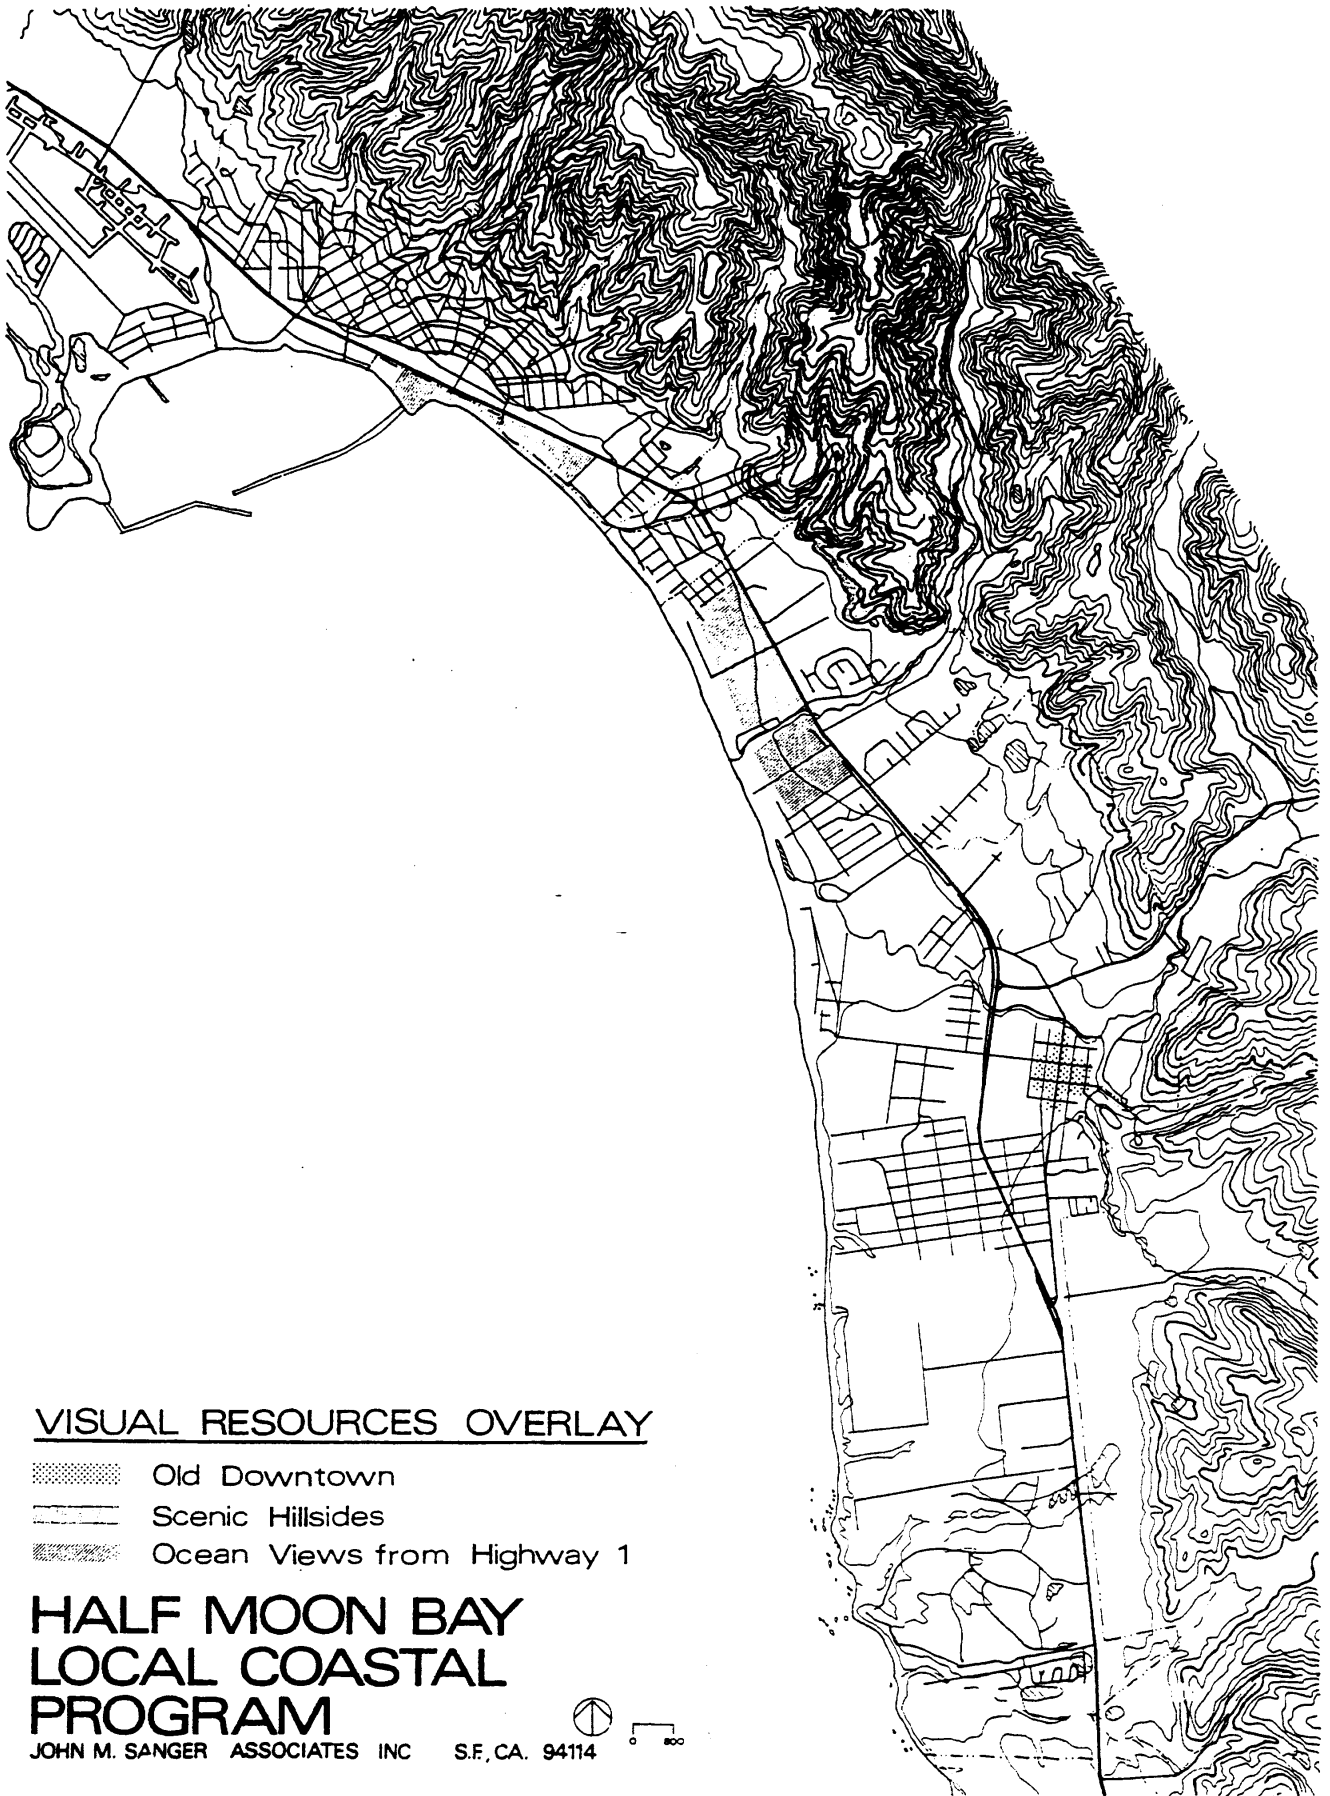 VISUAL RESOURCES OVERLAY
Old Downtown
Scenic Hillsides
Ocean Views from Highway 1
HALF MOON BAY
LOCAL COASTAL
PROGRAM
JOHN M. SANGER ASSOCIATES INC S.F., CA. 94114
0 800